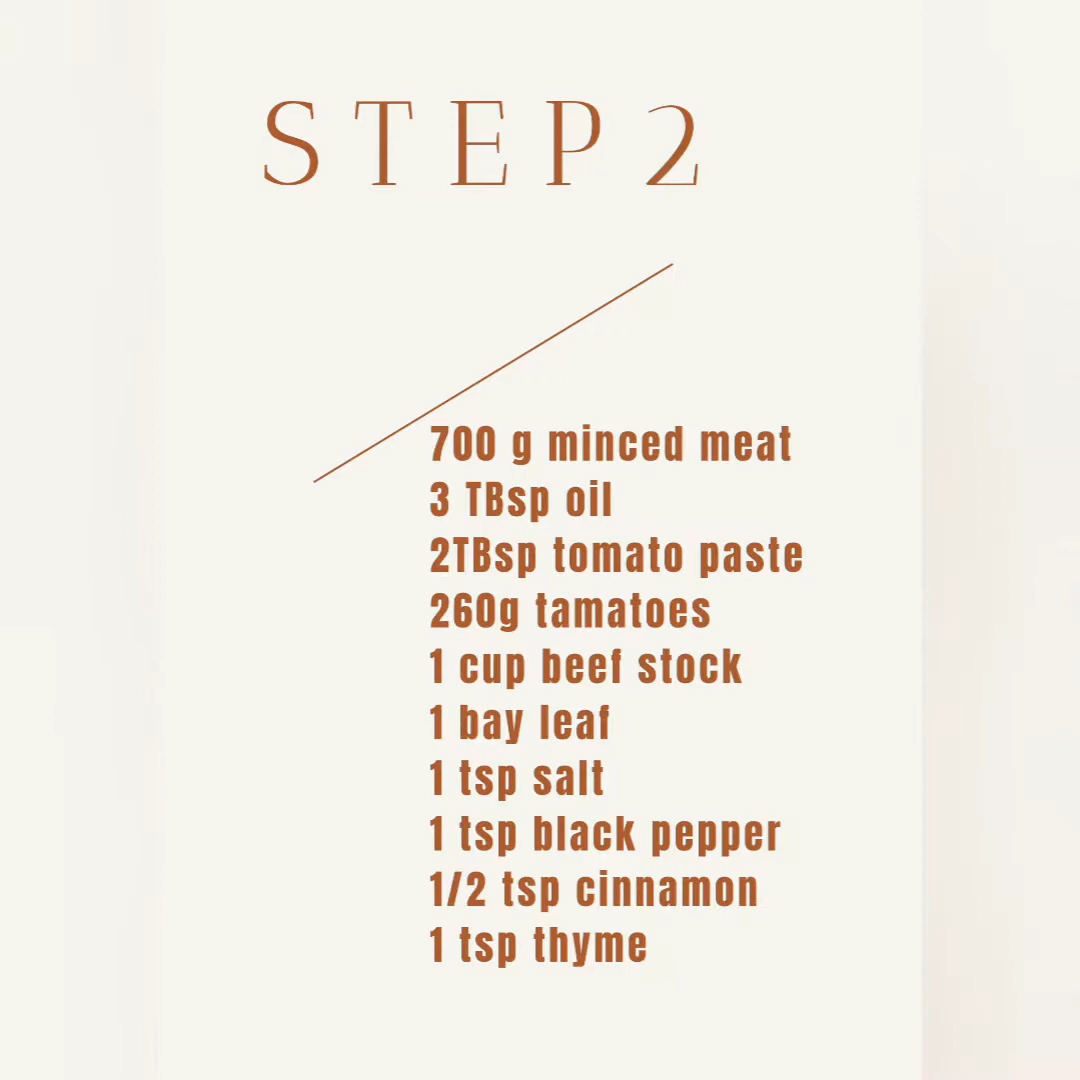 STEP 2
700 g minced meat
3 TBsp oil
2TBsp tomato paste
260g tamatoes
1 cup beef stock
1 bay leaf
1 tsp salt
1 tsp black pepper
1/2 tsp cinnamon
1 tsp thyme